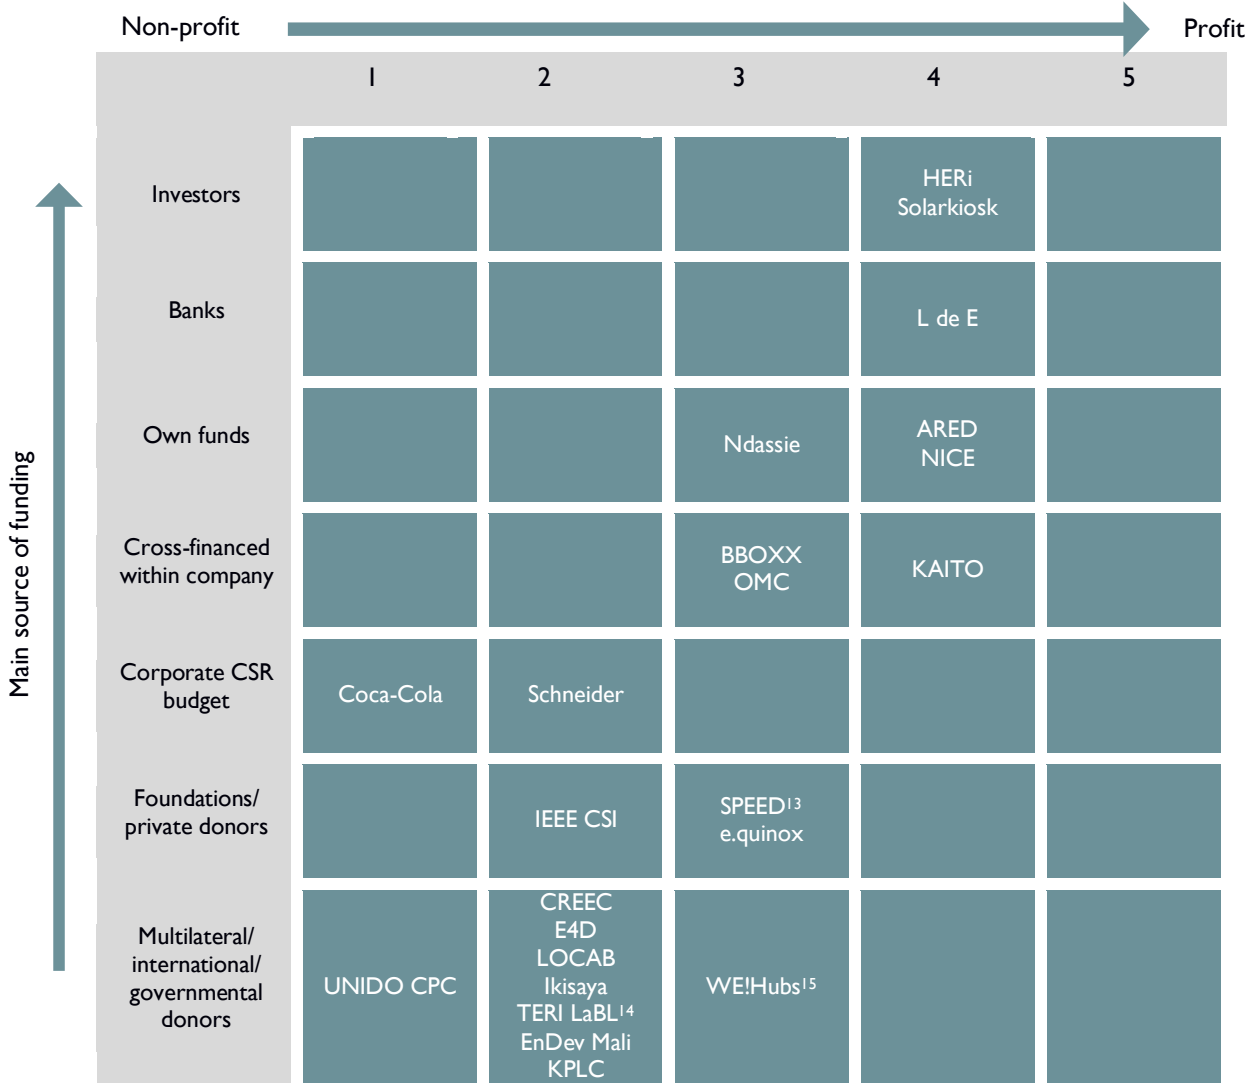 Non-profit
Profit
1
2
3
4
5
Investors
HERi
Solarkiosk
Banks
L de E
Own funds
Ndassie
ARED
NICE
Cross-financed
within company
BBOXX
OMC
KAITO
Corporate CSR
budget
Coca-Cola
Schneider
Foundations/
private donors
IEEE CSI
SPEED¹³
e.quinox
Multilateral/
international/
governmental
donors
UNIDO CPC
CREEC
E4D
LOCAB
Ikisaya
TERI LaBL¹⁴
EnDev Mali
KPLC
WE!Hubs¹⁵
Main source of funding